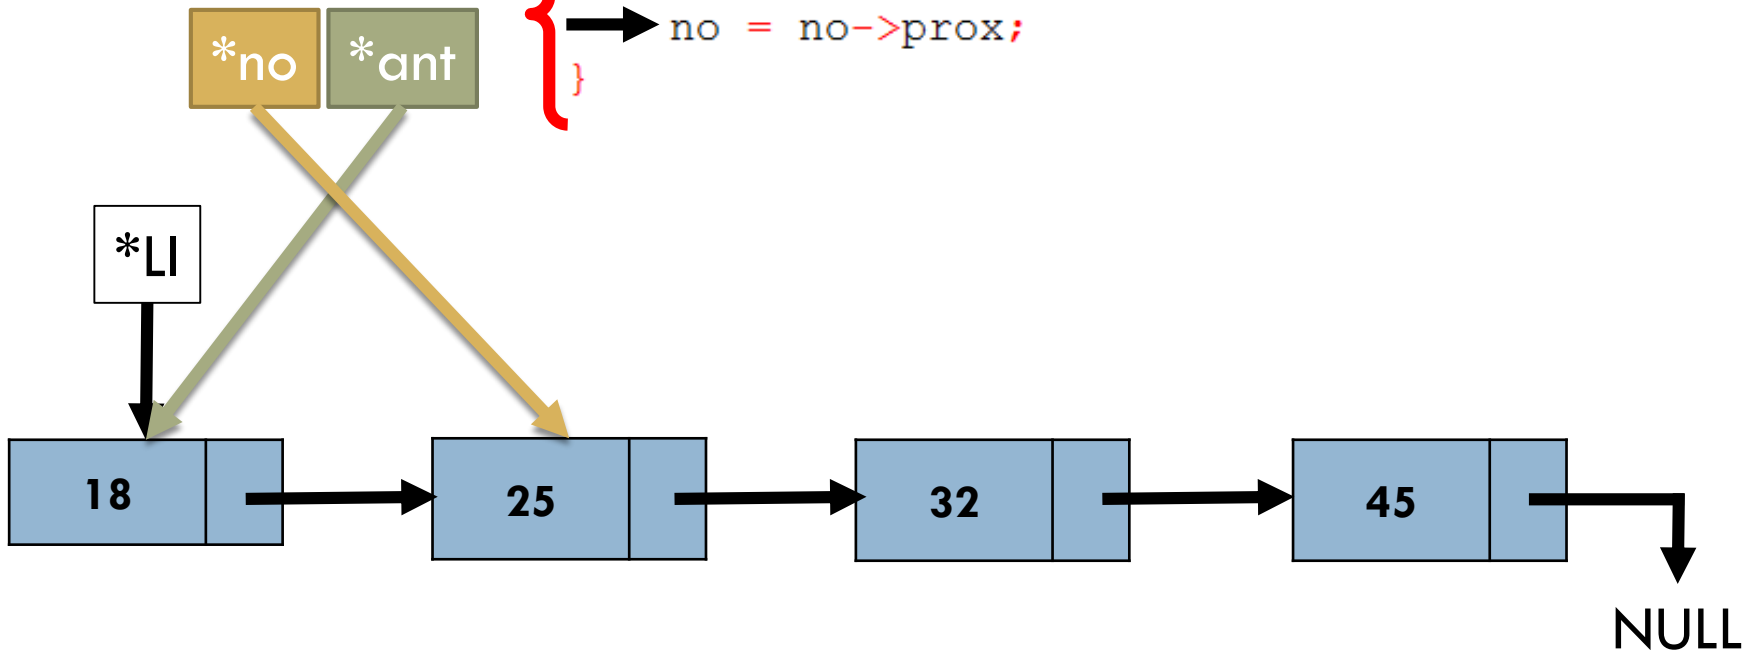 no = no->prox;
}
*no *ant
*LI
18 25 32 45
NULL